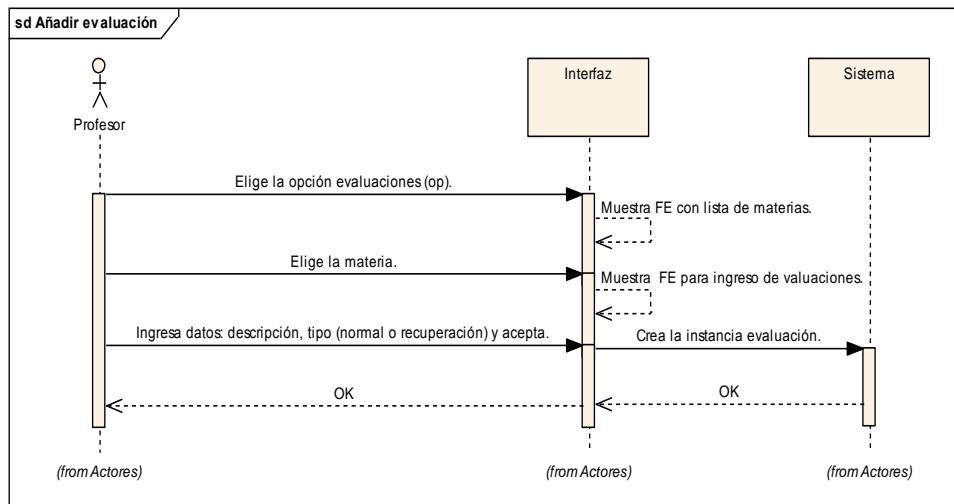 sd Añadir evaluación
Profesor
Interfaz
Sistema
Elige la opción evaluaciones (op).
Muestra FE con lista de materias.
Elige la materia.
Muestra FE para ingreso de valuaciones.
Ingresa datos: descripción, tipo (normal o recuperación) y acepta.
Crea la instancia evaluación.
OK
OK
(from Actores)
(from Actores)
(from Actores)